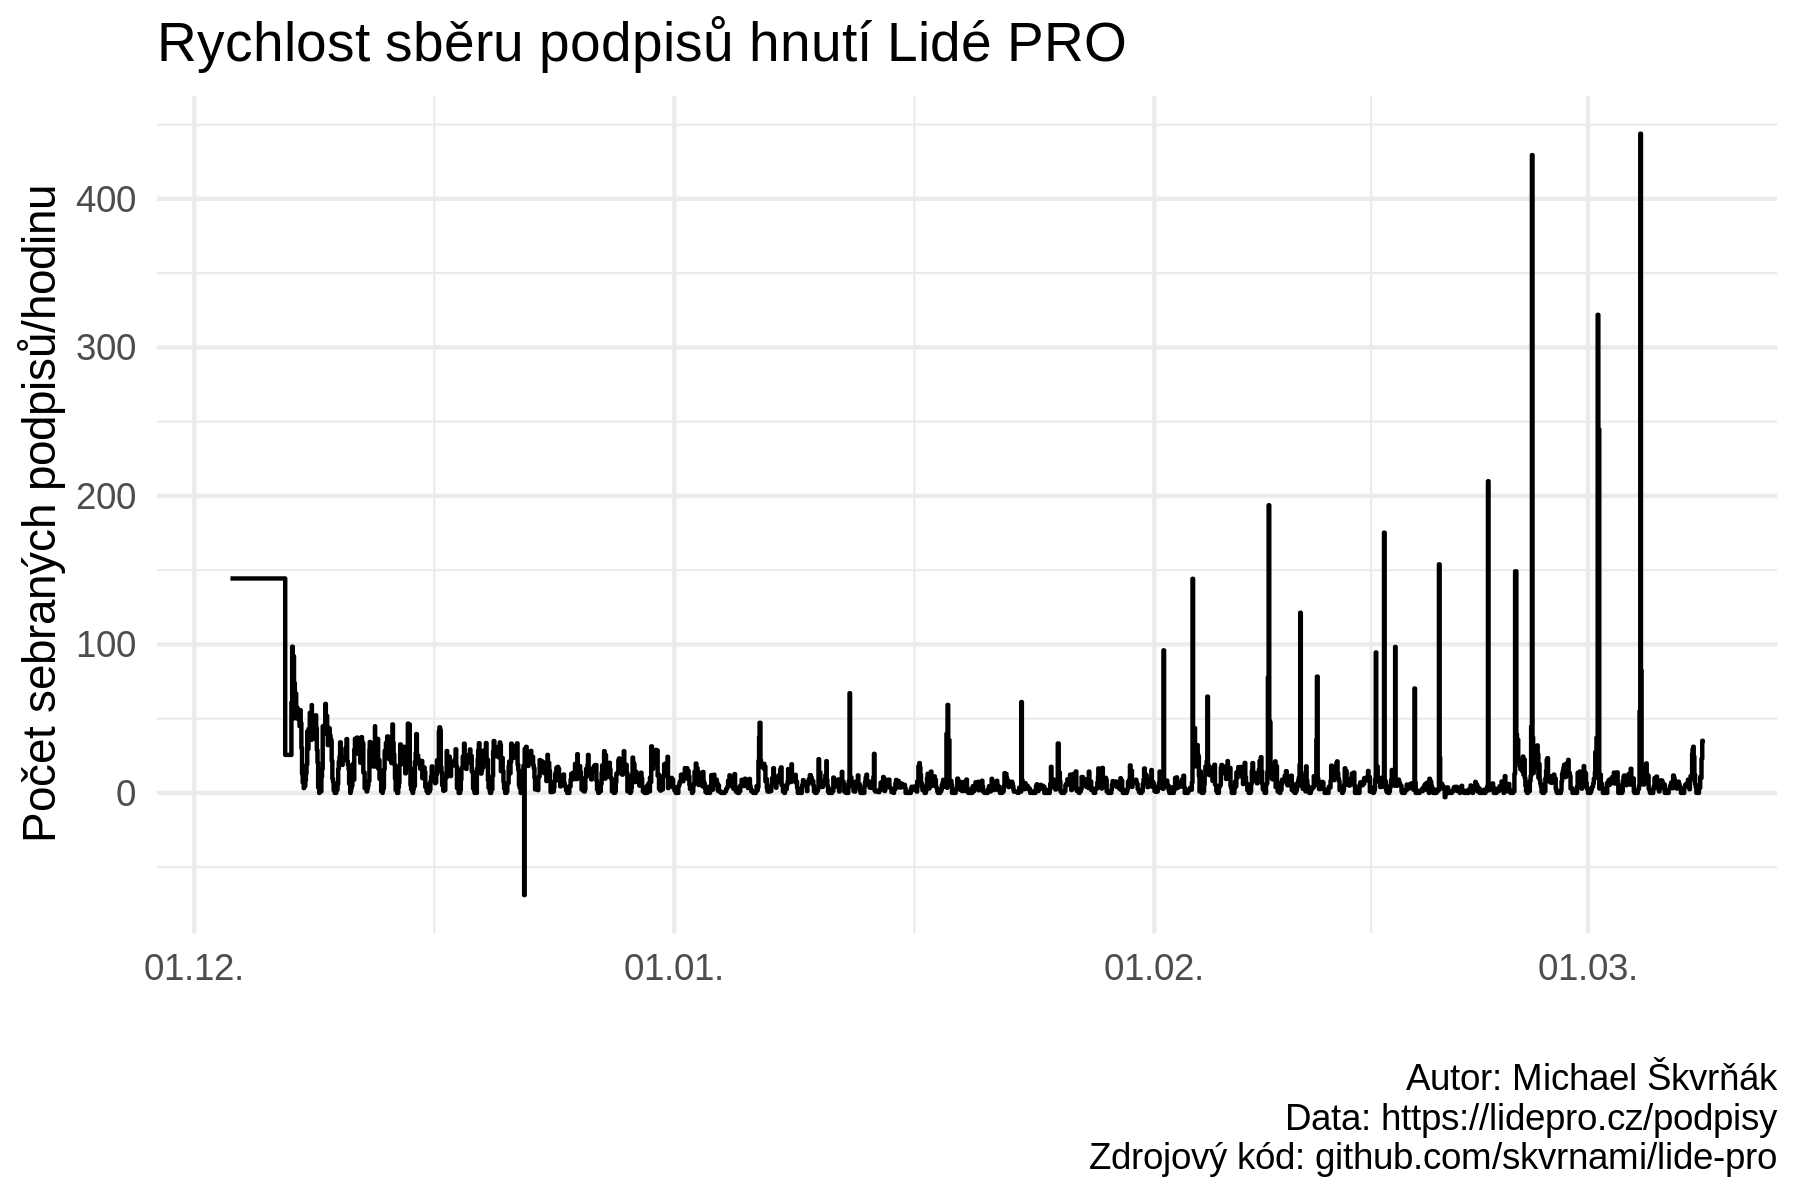 Rychlost sběru podpisů hnutí Lidé PRO
Počet sebraných podpisů/hodinu
400
300
200
100
0
01.12.
01.01.
01.02.
01.03.
Autor: Michael Škvrňák
Data: https://lidepro.cz/podpisy
Zdrojový kód: github.com/skvrnami/lide-pro